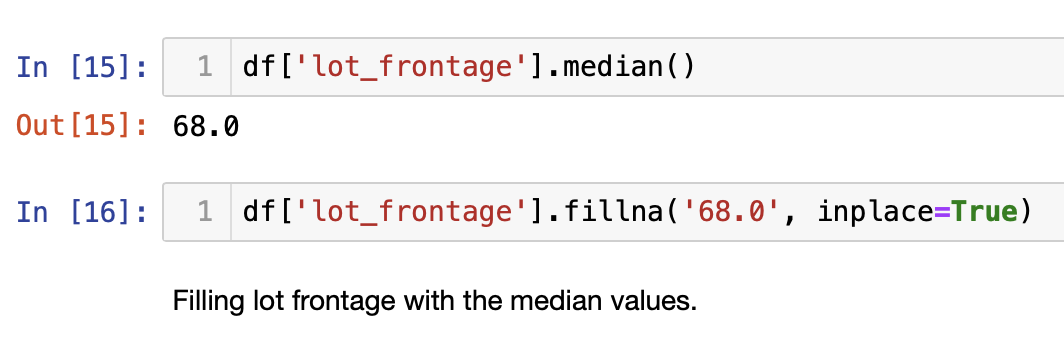 In [15]: 1 df['lot_frontage'].median()
Out[15]: 68.0
In [16]: 1 df['lot_frontage'].fillna('68.0', inplace=True)
Filling lot frontage with the median values.